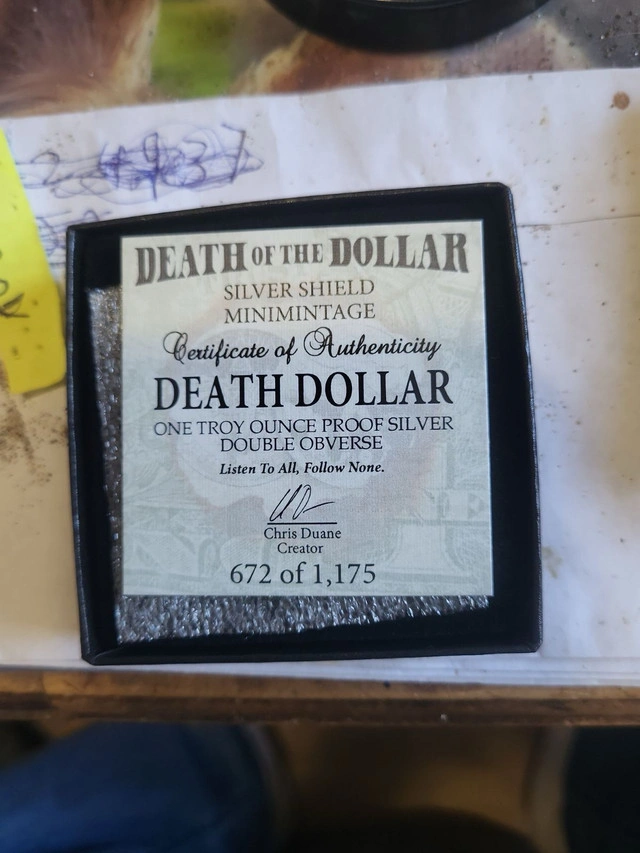 DEATH OF THE DOLLAR
SILVER SHIELD
MINIMINTAGE
Certificate of Authenticity
DEATH DOLLAR
ONE TROY OUNCE PROOF SILVER
DOUBLE OBVERSE
Listen To All, Follow None.
Chris Duane
Creator
672 of 1,175